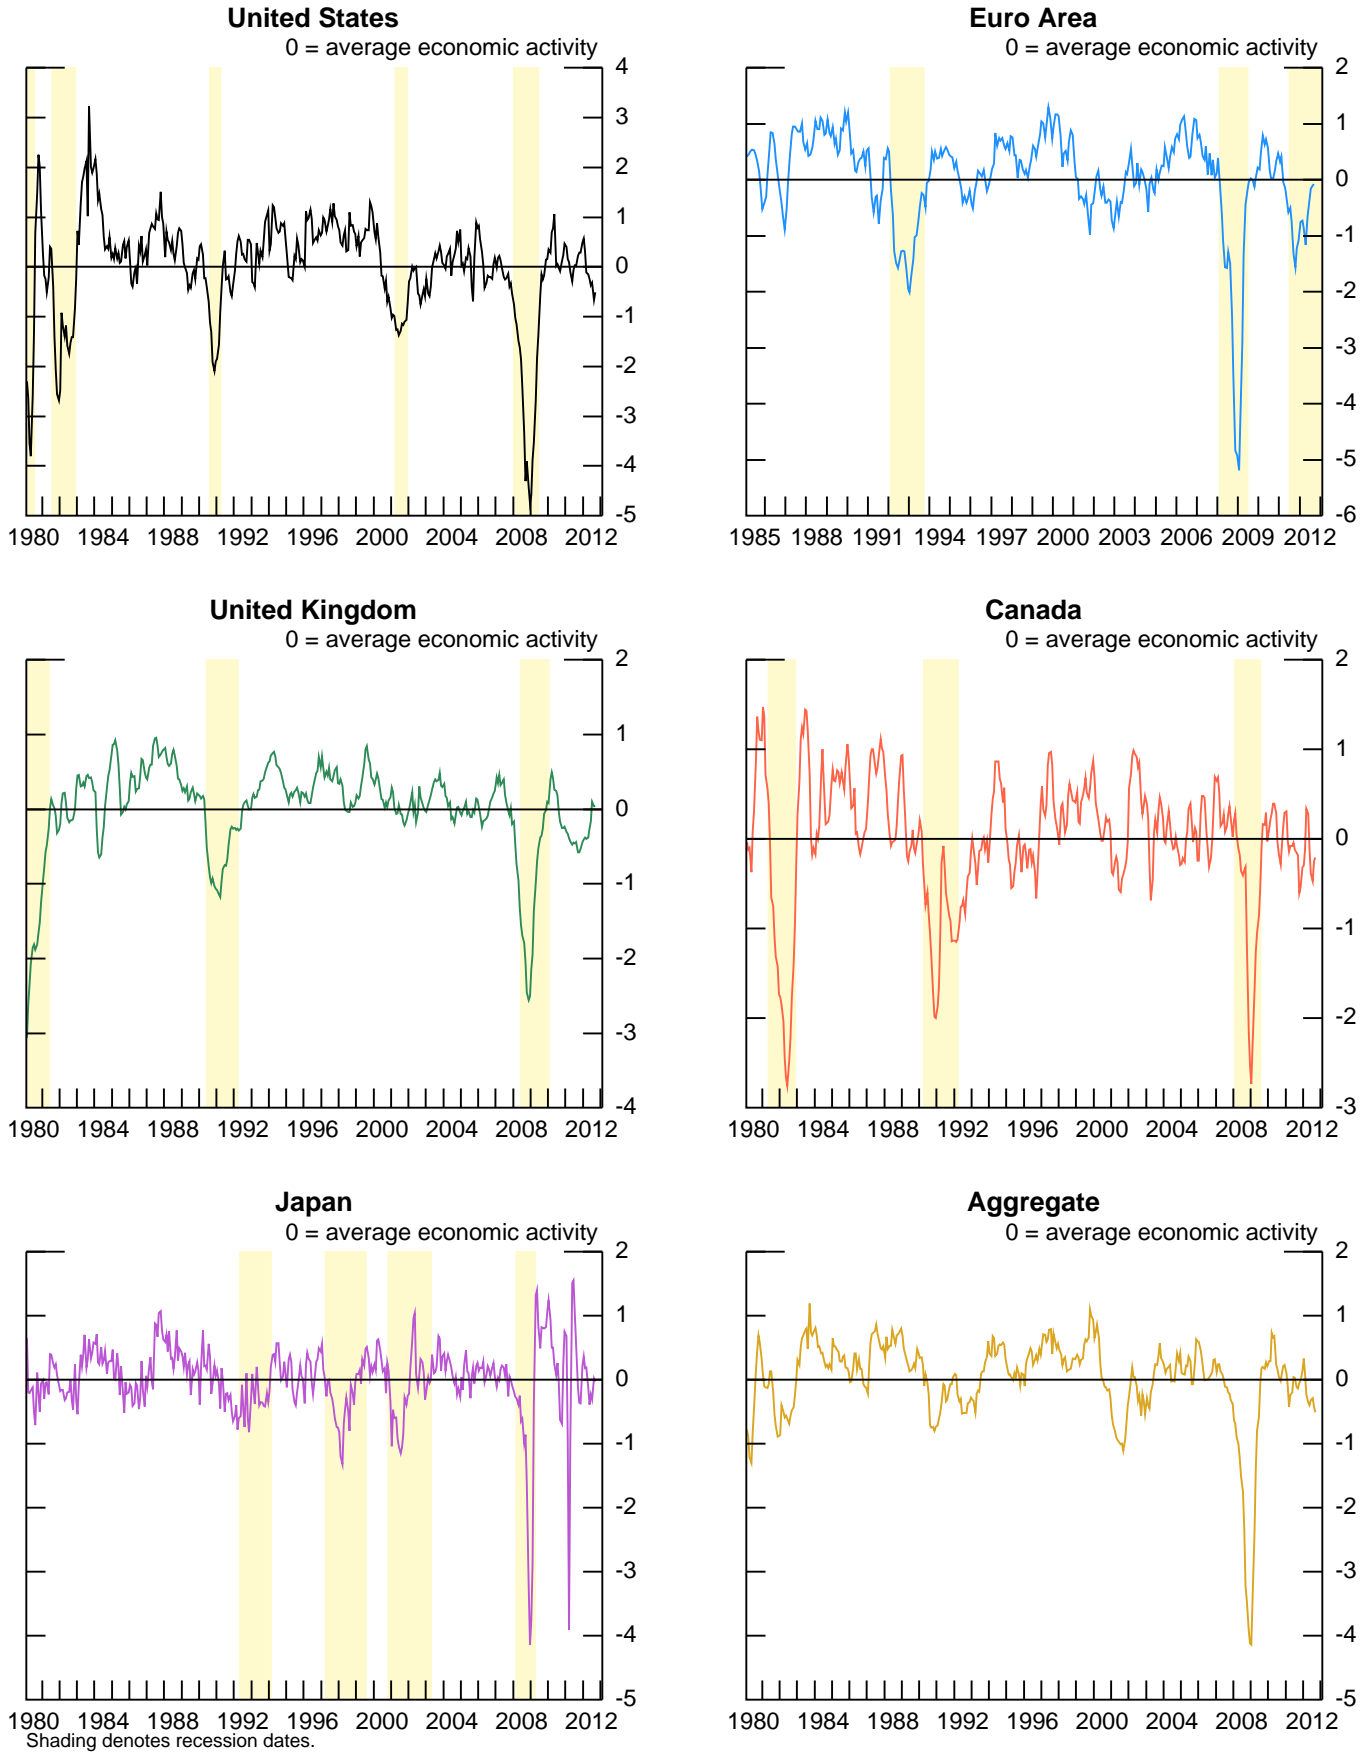 United States
0 = average economic activity
4
3
2
1
0
-1
-2
-3
-4
-5
1980 1984 1988 1992 1996 2000 2004 2008 2012
Euro Area
0 = average economic activity
2
1
0
-1
-2
-3
-4
-5
-6
1985 1988 1991 1994 1997 2000 2003 2006 2009 2012
United Kingdom
0 = average economic activity
2
1
0
-1
-2
-3
-4
1980 1984 1988 1992 1996 2000 2004 2008 2012
Canada
0 = average economic activity
2
1
0
-1
-2
-3
1980 1984 1988 1992 1996 2000 2004 2008 2012
Japan
0 = average economic activity
2
1
0
-1
-2
-3
-4
-5
1980 1984 1988 1992 1996 2000 2004 2008 2012
Aggregate
0 = average economic activity
2
1
0
-1
-2
-3
-4
-5
1980 1984 1988 1992 1996 2000 2004 2008 2012
Shading denotes recession dates.